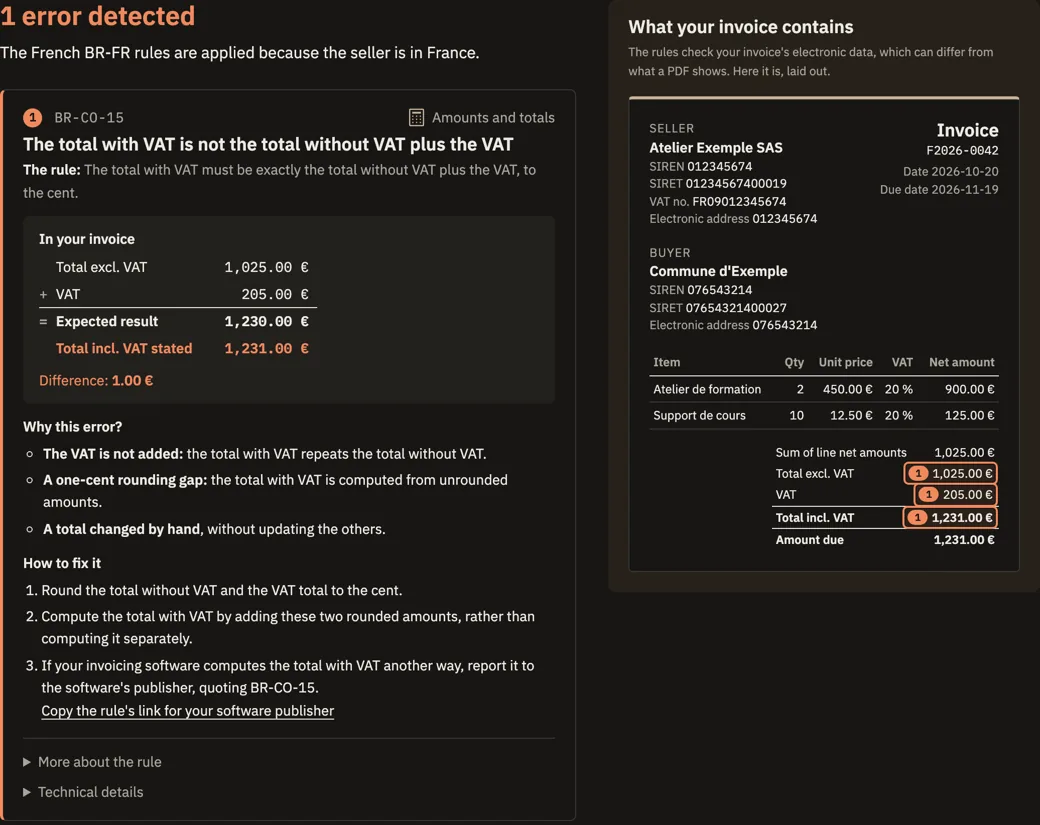 1 error detected
The French BR-FR rules are applied because the seller is in France.
1 BR-CO-15 Amounts and totals
The total with VAT is not the total without VAT plus the VAT
The rule: The total with VAT must be exactly the total without VAT plus the VAT, to
the cent.
In your invoice
Total excl. VAT 1,025.00 €
+ VAT 205.00 €
= Expected result 1,230.00 €
Total incl. VAT stated 1,231.00 €
Difference: 1.00 €
Why this error?
The VAT is not added: the total with VAT repeats the total without VAT.
A one-cent rounding gap: the total with VAT is computed from unrounded
amounts.
A total changed by hand, without updating the others.
How to fix it
1. Round the total without VAT and the VAT total to the cent.
2. Compute the total with VAT by adding these two rounded amounts, rather than
computing it separately.
3. If your invoicing software computes the total with VAT another way, report it to
the software's publisher, quoting BR-CO-15.
Copy the rule's link for your software publisher
More about the rule
Technical details
What your invoice contains
The rules check your invoice's electronic data, which can differ from
what a PDF shows. Here it is, laid out.
SELLER
Atelier Exemple SAS
SIREN 012345674
SIRET 01234567400019
VAT no. FR09012345674
Electronic address 012345674
Invoice
F2026-0042
Date 2026-10-20
Due date 2026-11-19
BUYER
Commune d'Exemple
SIREN 076543214
SIRET 07654321400027
Electronic address 076543214
Item Qty Unit price VAT Net amount
Atelier de formation 2 450.00 € 20 % 900.00 €
Support de cours 10 12.50 € 20 % 125.00 €
Sum of line net amounts 1,025.00 €
Total excl. VAT 1 1,025.00 €
VAT 1 205.00 €
Total incl. VAT 1 1,231.00 €
Amount due 1,231.00 €